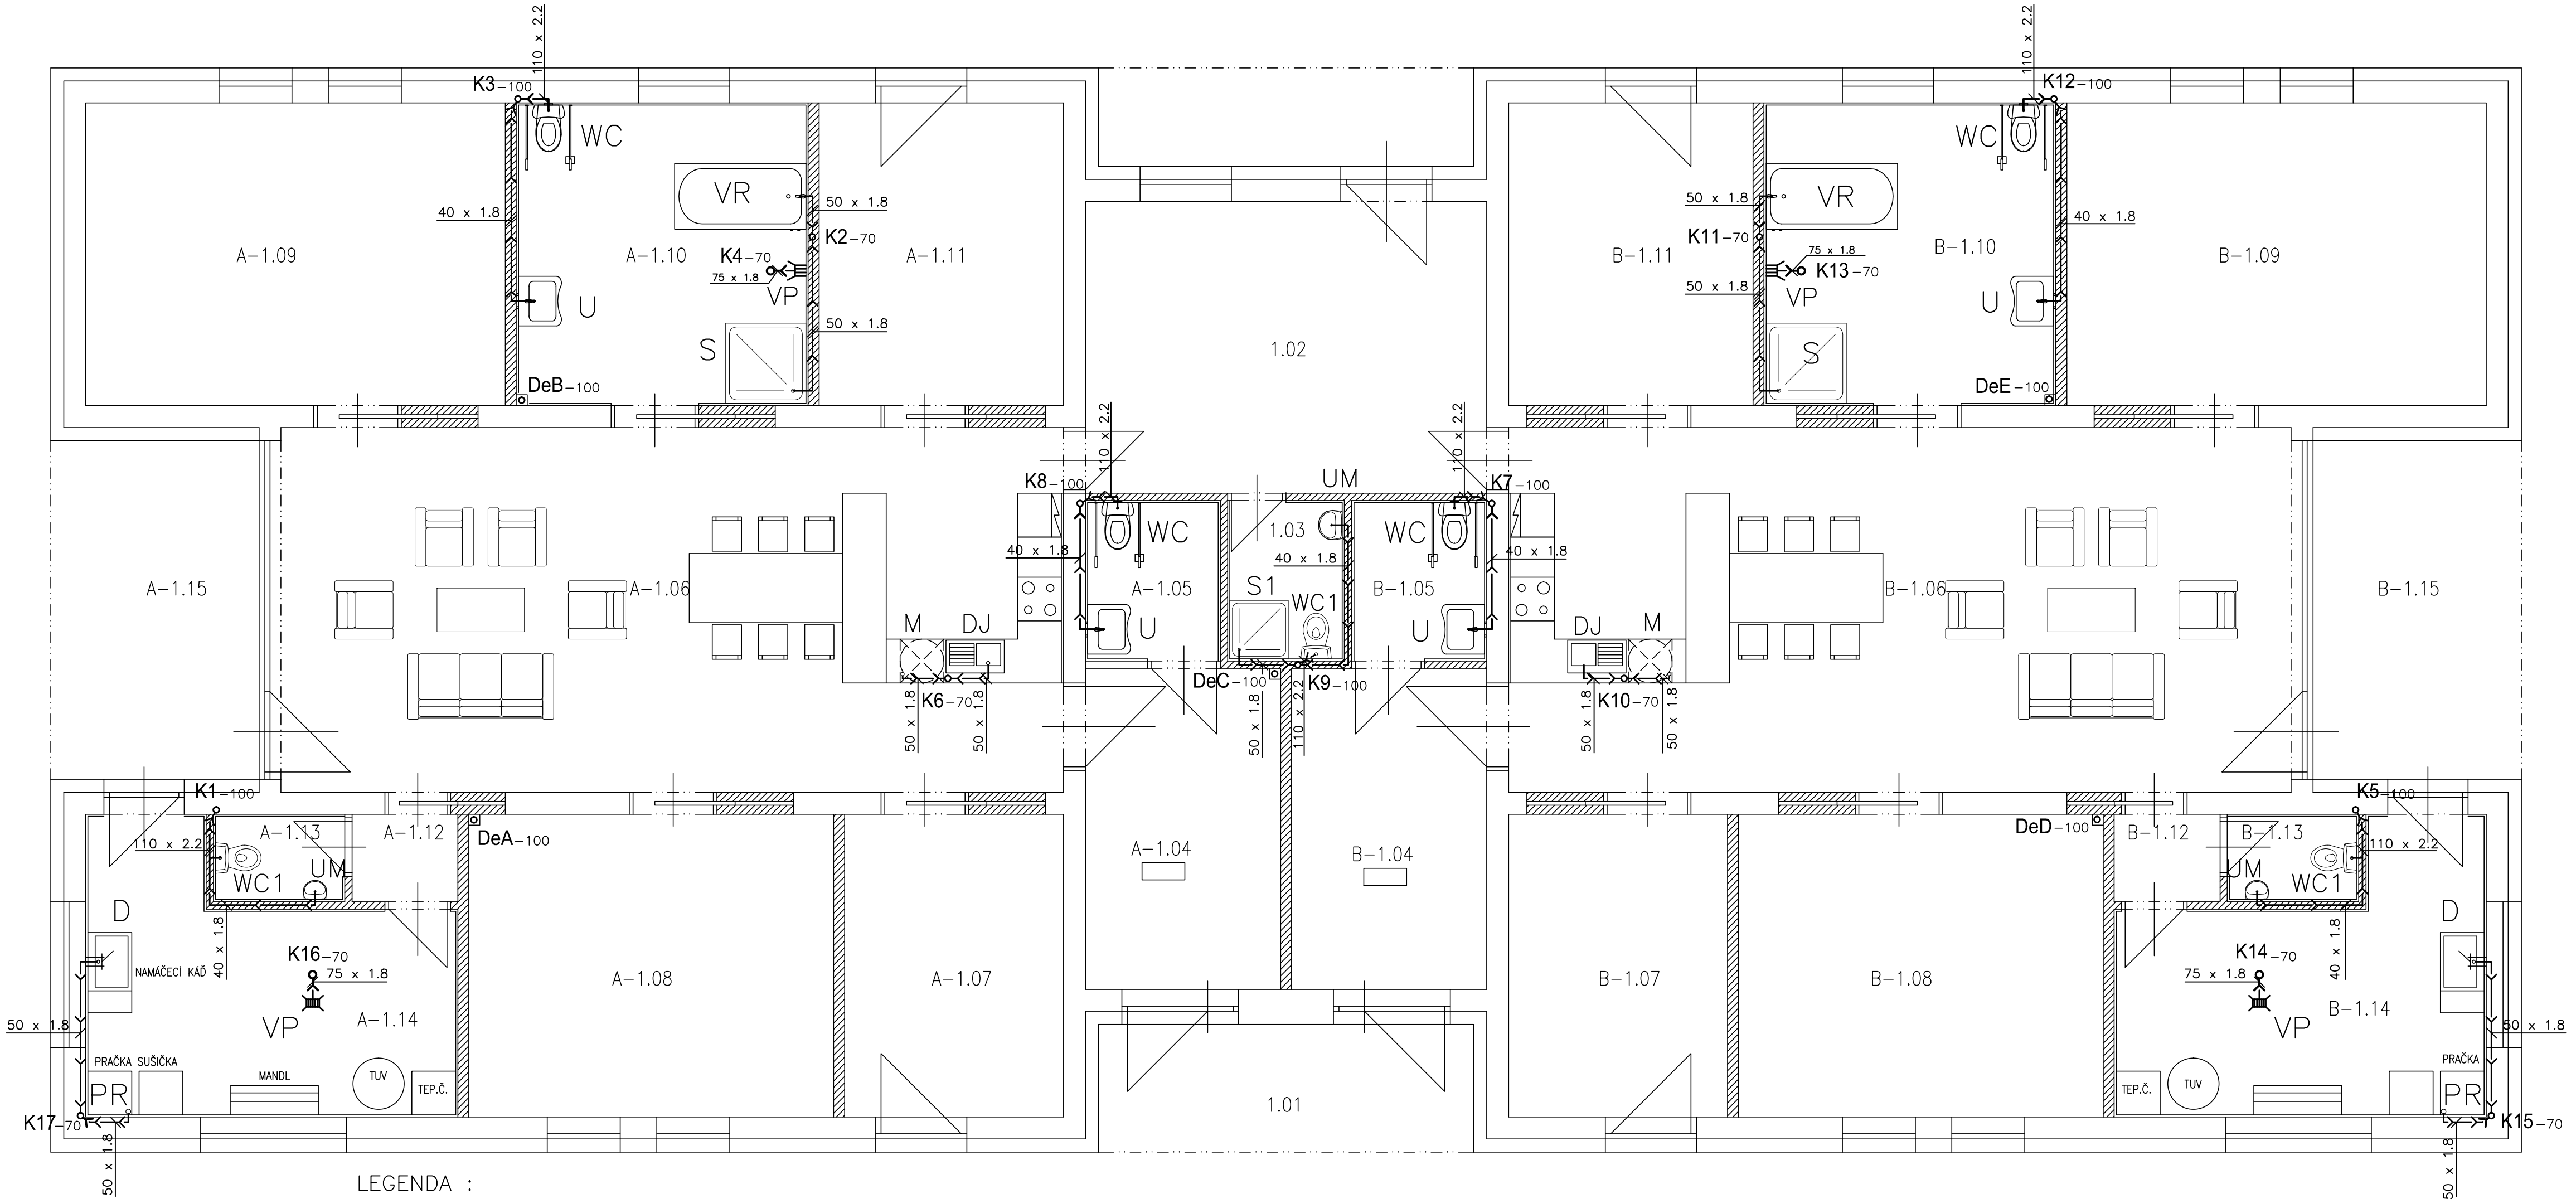 110 x 2.2
110 x 2.2
K3-100
K12-100
WC
WC
VR
VR
40 x 1.8
50 x 1.8
50 x 1.8
40 x 1.8
A-1.09
A-1.10
K4-70
K2-70
A-1.11
B-1.11
K11-70
75 x 1.8
K13-70
B-1.10
B-1.09
75 x 1.8
VP
50 x 1.8
VP
U
U
50 x 1.8
S
1.02
S
DeB-100
DeE-100
110 x 2.2
110 x 2.2
K8-100
UM
K7-100
WC
1.03
WC
40 x 1.8
40 x 1.8
40 x 1.8
A-1.15
A-1.06
A-1.05
S1
WC1
B-1.05
B-1.06
B-1.15
M
DJ
U
U
DJ
M
DeC-100
K9-100
K6-70
K10-70
50 x 1.8
50 x 1.8
50 x 1.8
110 x 2.2
50 x 1.8
50 x 1.8
K1-100
K5-100
A-1.13
A-1.12
DeA-100
DeD-100
B-1.12
B-1.13
110 x 2.2
110 x 2.2
A-1.04
B-1.04
WC1
UM
UM
WC1
D
D
40 x 1.8
40 x 1.8
NAMÁČECÍ KÁĎ
K16-70
75 x 1.8
A-1.08
A-1.07
B-1.07
B-1.08
K14-70
75 x 1.8
50 x 1.8
VP
A-1.14
VP
B-1.14
50 x 1.8
PRAČKA
SUŠIČKA
PRAČKA
MANDL
TUV
TEP.Č.
TEP.Č.
TUV
PR
PR
1.01
K17-70
K15-70
50 x 1.8
50 x 1.8
LEGENDA :